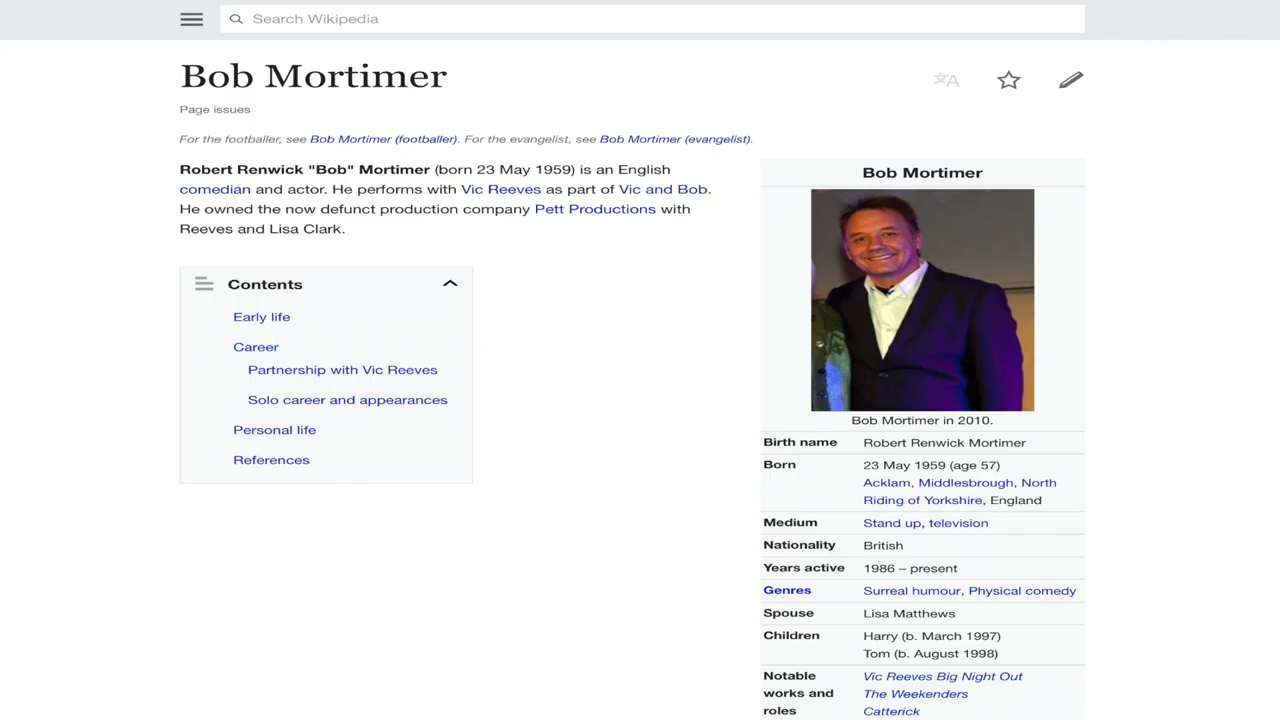 Search Wikipedia
Bob Mortimer
Page issues
For the footballer, see Bob Mortimer (footballer). For the evangelist, see Bob Mortimer (evangelist).
Robert Renwick "Bob" Mortimer (born 23 May 1959) is an English
comedian and actor. He performs with Vic Reeves as part of Vic and Bob.
He owned the now defunct production company Pett Productions with
Reeves and Lisa Clark.
Contents
Early life
Career
Partnership with Vic Reeves
Solo career and appearances
Personal life
References
Bob Mortimer
Bob Mortimer in 2010.
Birth name Robert Renwick Mortimer
Born 23 May 1959 (age 57)
Acklam, Middlesbrough, North
Riding of Yorkshire, England
Medium Stand up, television
Nationality British
Years active 1986 – present
Genres Surreal humour, Physical comedy
Spouse Lisa Matthews
Children Harry (b. March 1997)
Tom (b. August 1998)
Notable Vic Reeves Big Night Out
works and The Weekenders
roles Catterick